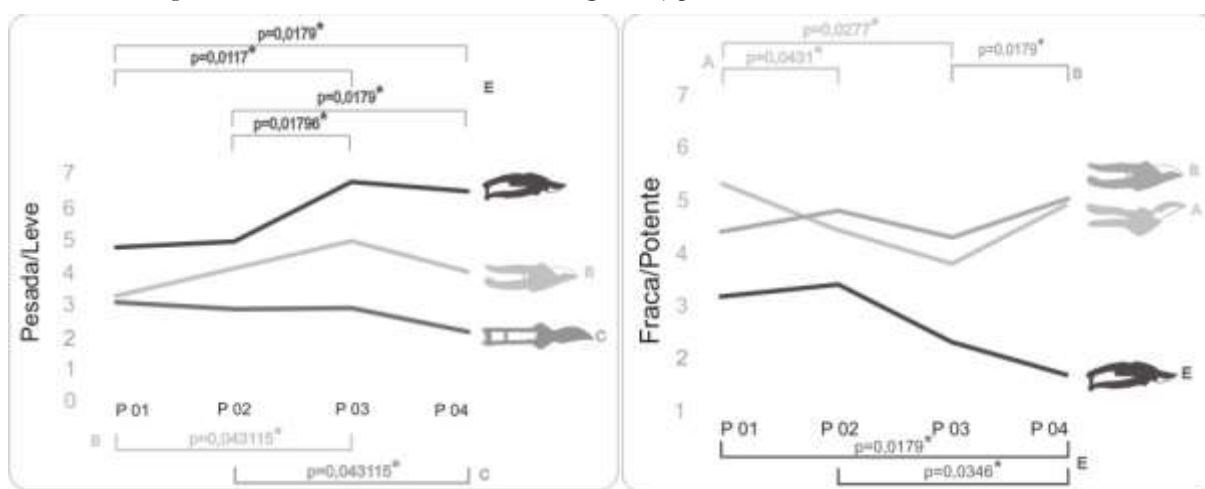 p=0,0179*
p=0,0117*
E
p=0,0179*
p=0,01796*
Pesada/Leve
7
6
5
4
3
2
1
0
B
C
P 01 P 02 P 03 P 04
B p=0,043115*
p=0,043115* C
p=0,0277*
A p=0,0431*
p=0,0179*
B
Fraca/Potente
7
6
5
4
3
2
1
B
A
E
P 01 P 02 P 03 P 04
p=0,0179* E
p=0,0346*